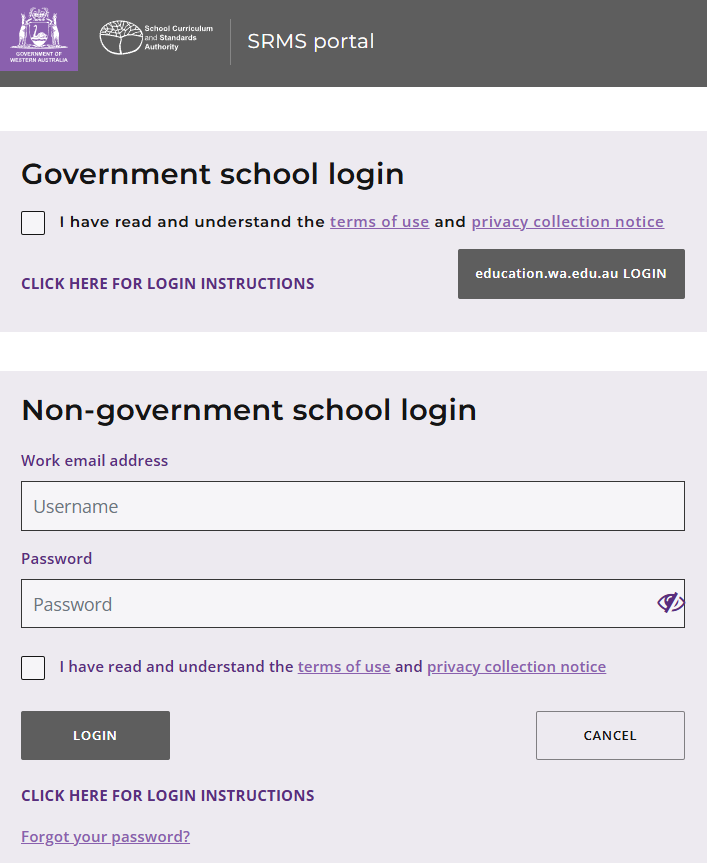 GOVERNMENT OF
WESTERN AUSTRALIA
School Curriculum
and Standards
Authority
SRMS portal
Government school login
I have read and understand the terms of use and privacy collection notice
CLICK HERE FOR LOGIN INSTRUCTIONS
education.wa.edu.au LOGIN
Non-government school login
Work email address
Username
Password
Password
I have read and understand the terms of use and privacy collection notice
LOGIN
CANCEL
CLICK HERE FOR LOGIN INSTRUCTIONS
Forgot your password?